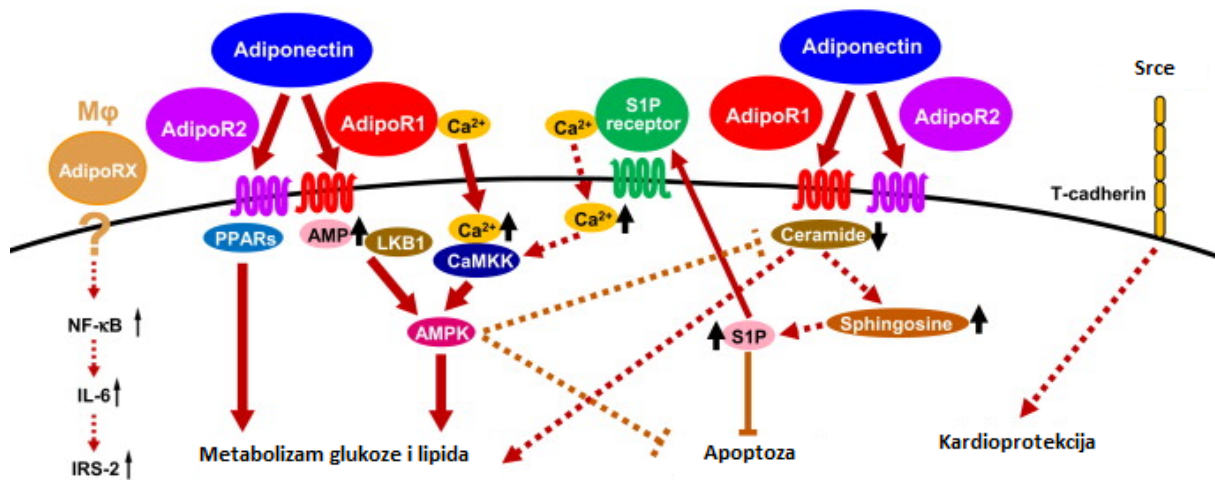 Adiponectin
AdipoR2
AdipoR1
Ca²⁺
Mφ
AdipoRX
?
NF-κB
IL-6
IRS-2
PPARs
AMP
LKB1
Ca²⁺
CaMKK
AMPK
Metabolizam glukoze i lipida
Ca²⁺
S1P
receptor
Ca²⁺
Adiponectin
AdipoR1
AdipoR2
Ceramide
Sphingosine
S1P
Apoptoza
Srce
T-cadherin
Kardioprotekcija